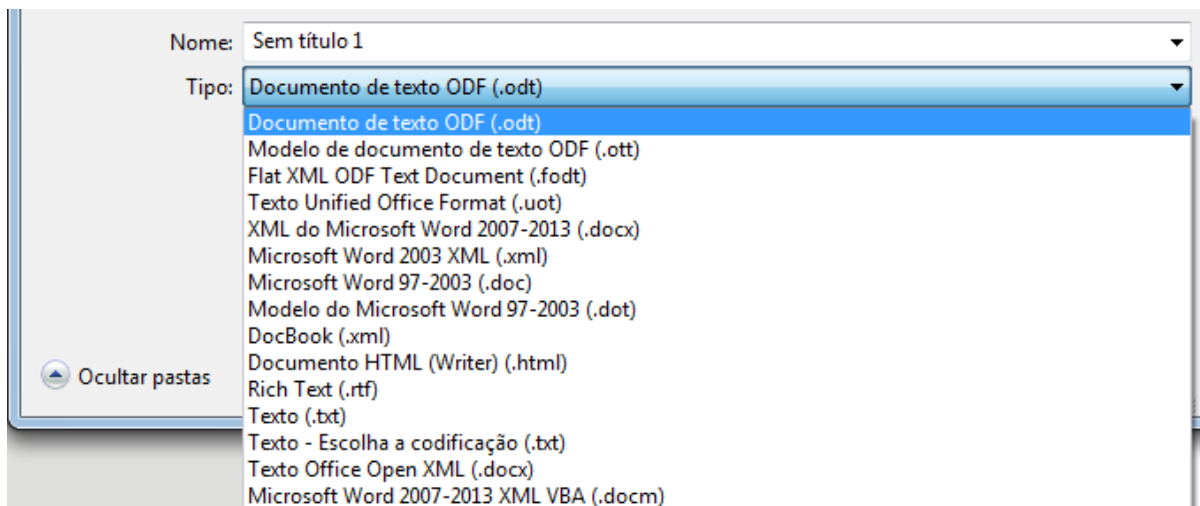 Nome: Sem título 1
Tipo: Documento de texto ODF (.odt)
Documento de texto ODF (.odt)
Modelo de documento de texto ODF (.ott)
Flat XML ODF Text Document (.fodt)
Texto Unified Office Format (.uot)
XML do Microsoft Word 2007-2013 (.docx)
Microsoft Word 2003 XML (.xml)
Microsoft Word 97-2003 (.doc)
Modelo do Microsoft Word 97-2003 (.dot)
DocBook (.xml)
Documento HTML (Writer) (.html)
Ocultar pastas
Rich Text (.rtf)
Texto (.txt)
Texto - Escolha a codificação (.txt)
Texto Office Open XML (.docx)
Microsoft Word 2007-2013 XML VBA (.docm)